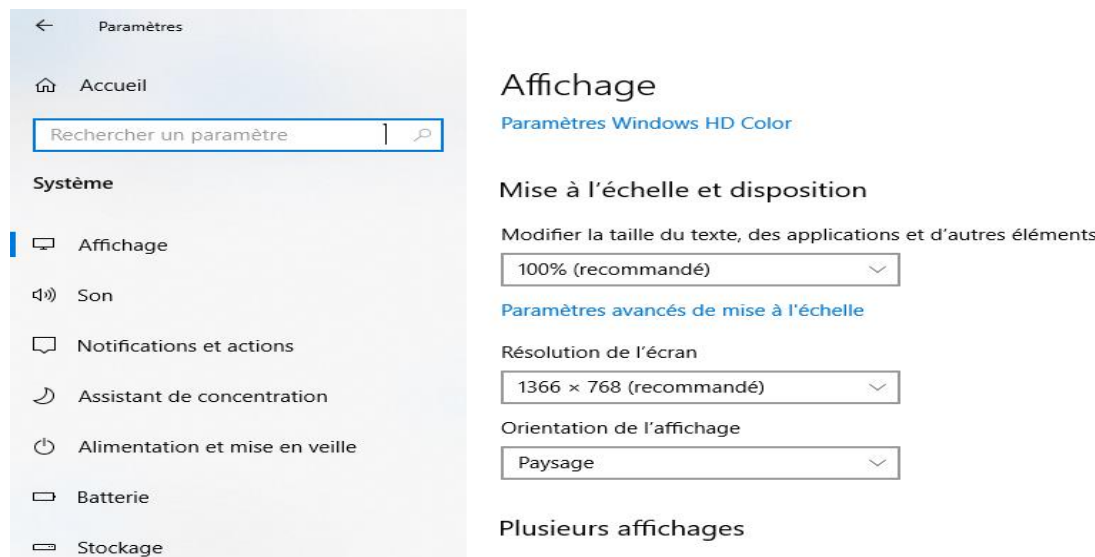 Paramètres
Accueil
Rechercher un paramètre
Système
Affichage
Son
Notifications et actions
Assistant de concentration
Alimentation et mise en veille
Batterie
Stockage
Affichage
Paramètres Windows HD Color
Mise à l'échelle et disposition
Modifier la taille du texte, des applications et d'autres éléments
100% (recommandé)
Paramètres avancés de mise à l'échelle
Résolution de l'écran
1366 × 768 (recommandé)
Orientation de l'affichage
Paysage
Plusieurs affichages